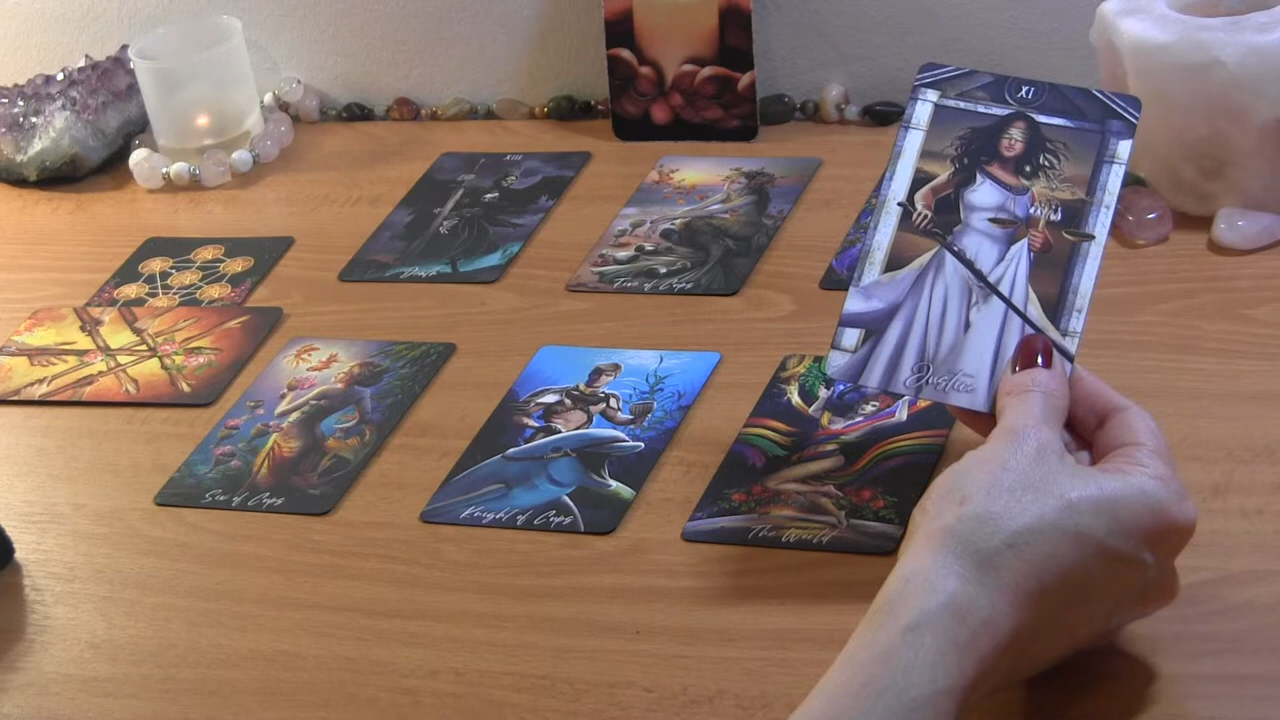 XI
Justice
XIII
Death
Five of Cups
Six of Cups
Knight of Cups
The World